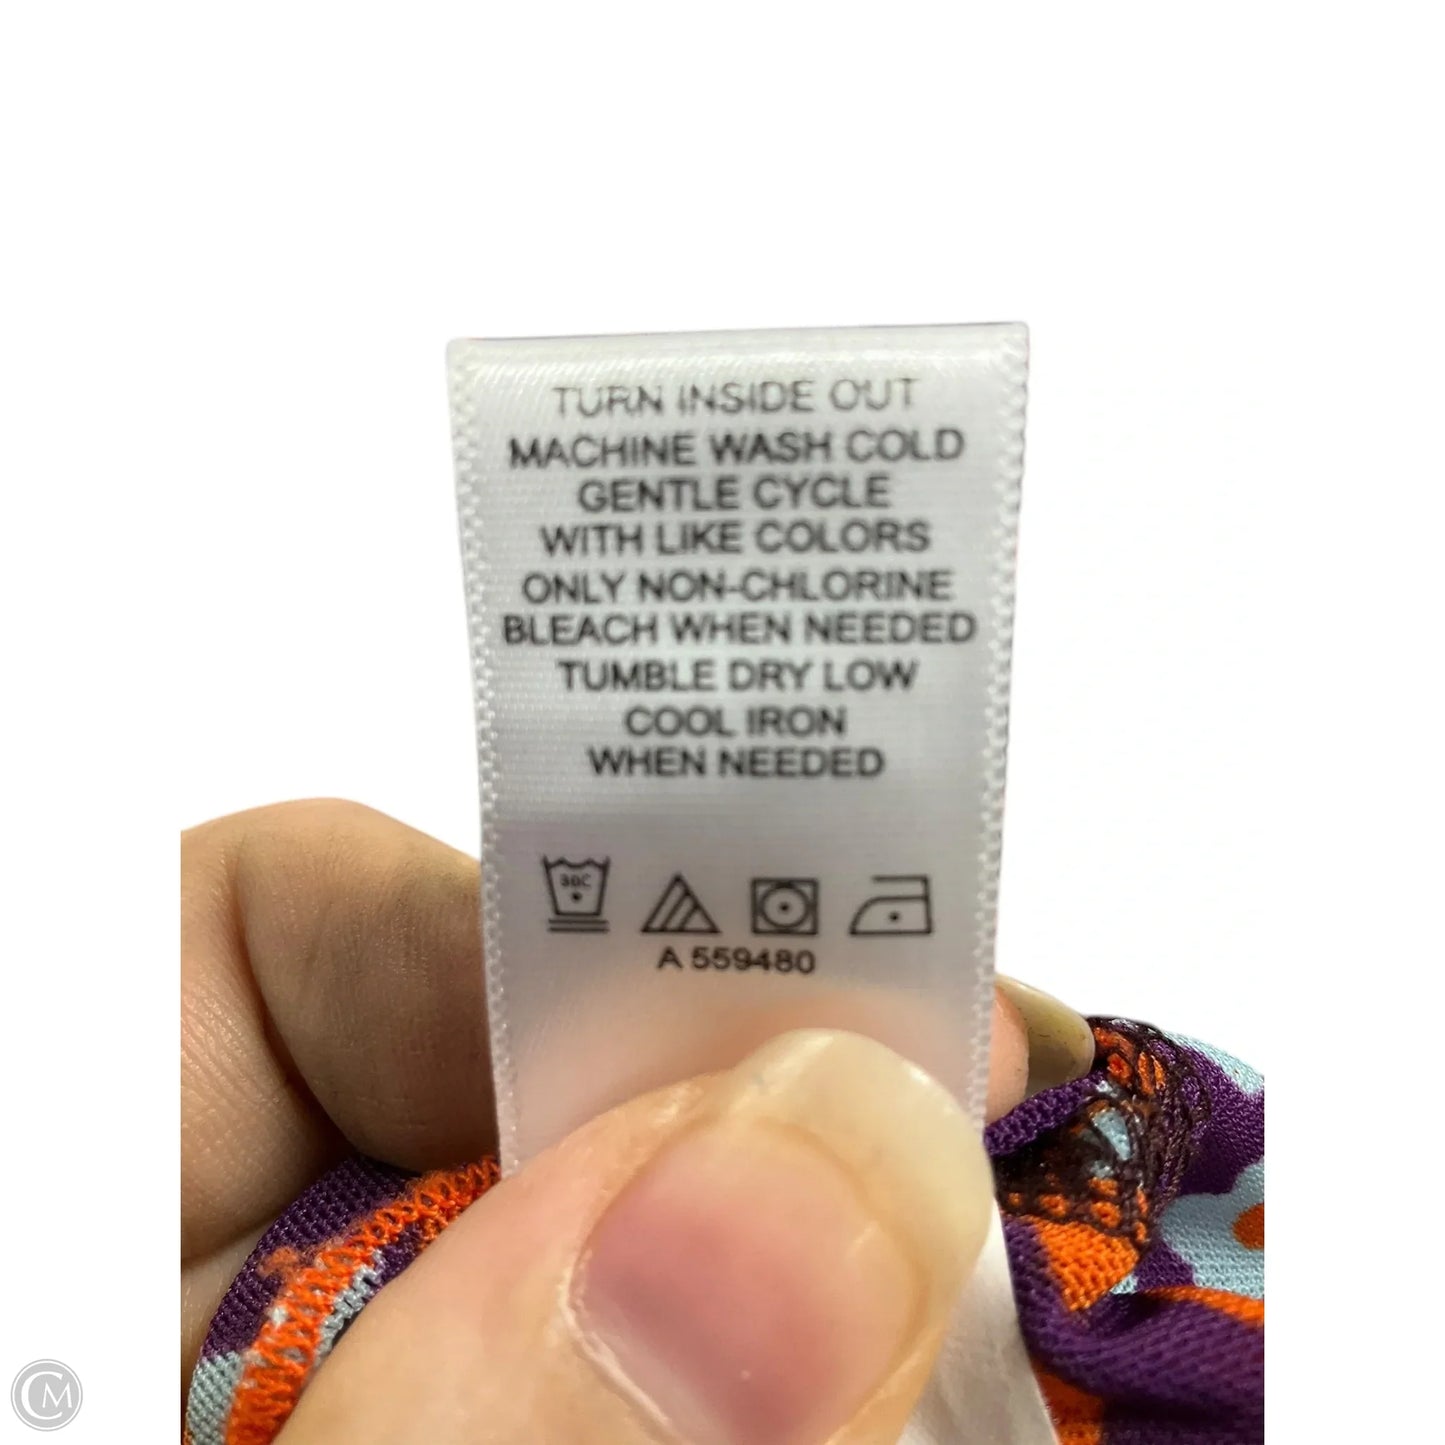 TURN INSIDE OUT
MACHINE WASH COLD
GENTLE CYCLE
WITH LIKE COLORS
ONLY NON-CHLORINE
BLEACH WHEN NEEDED
TUMBLE DRY LOW
COOL IRON
WHEN NEEDED
30C
A 559480
CM